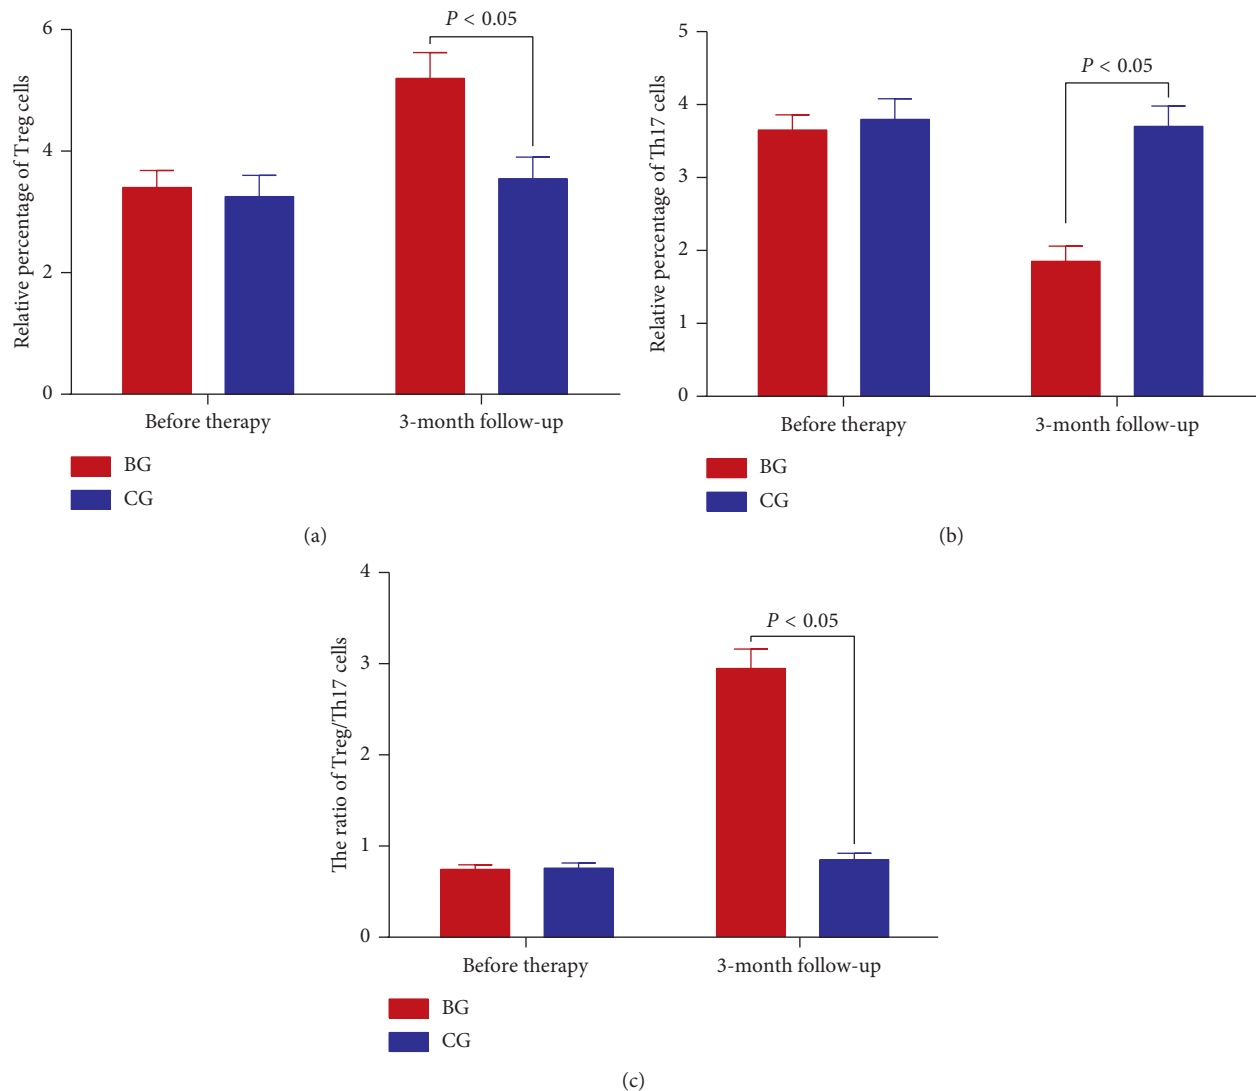 Relative percentage of Treg cells
6
4
2
0
P < 0.05
Before therapy
3-month follow-up
BG
CG
(a)
Relative percentage of Th17 cells
5
4
3
2
1
0
P < 0.05
Before therapy
3-month follow-up
BG
CG
(b)
The ratio of Treg/Th17 cells
4
3
2
1
0
P < 0.05
Before therapy
3-month follow-up
BG
CG
(c)